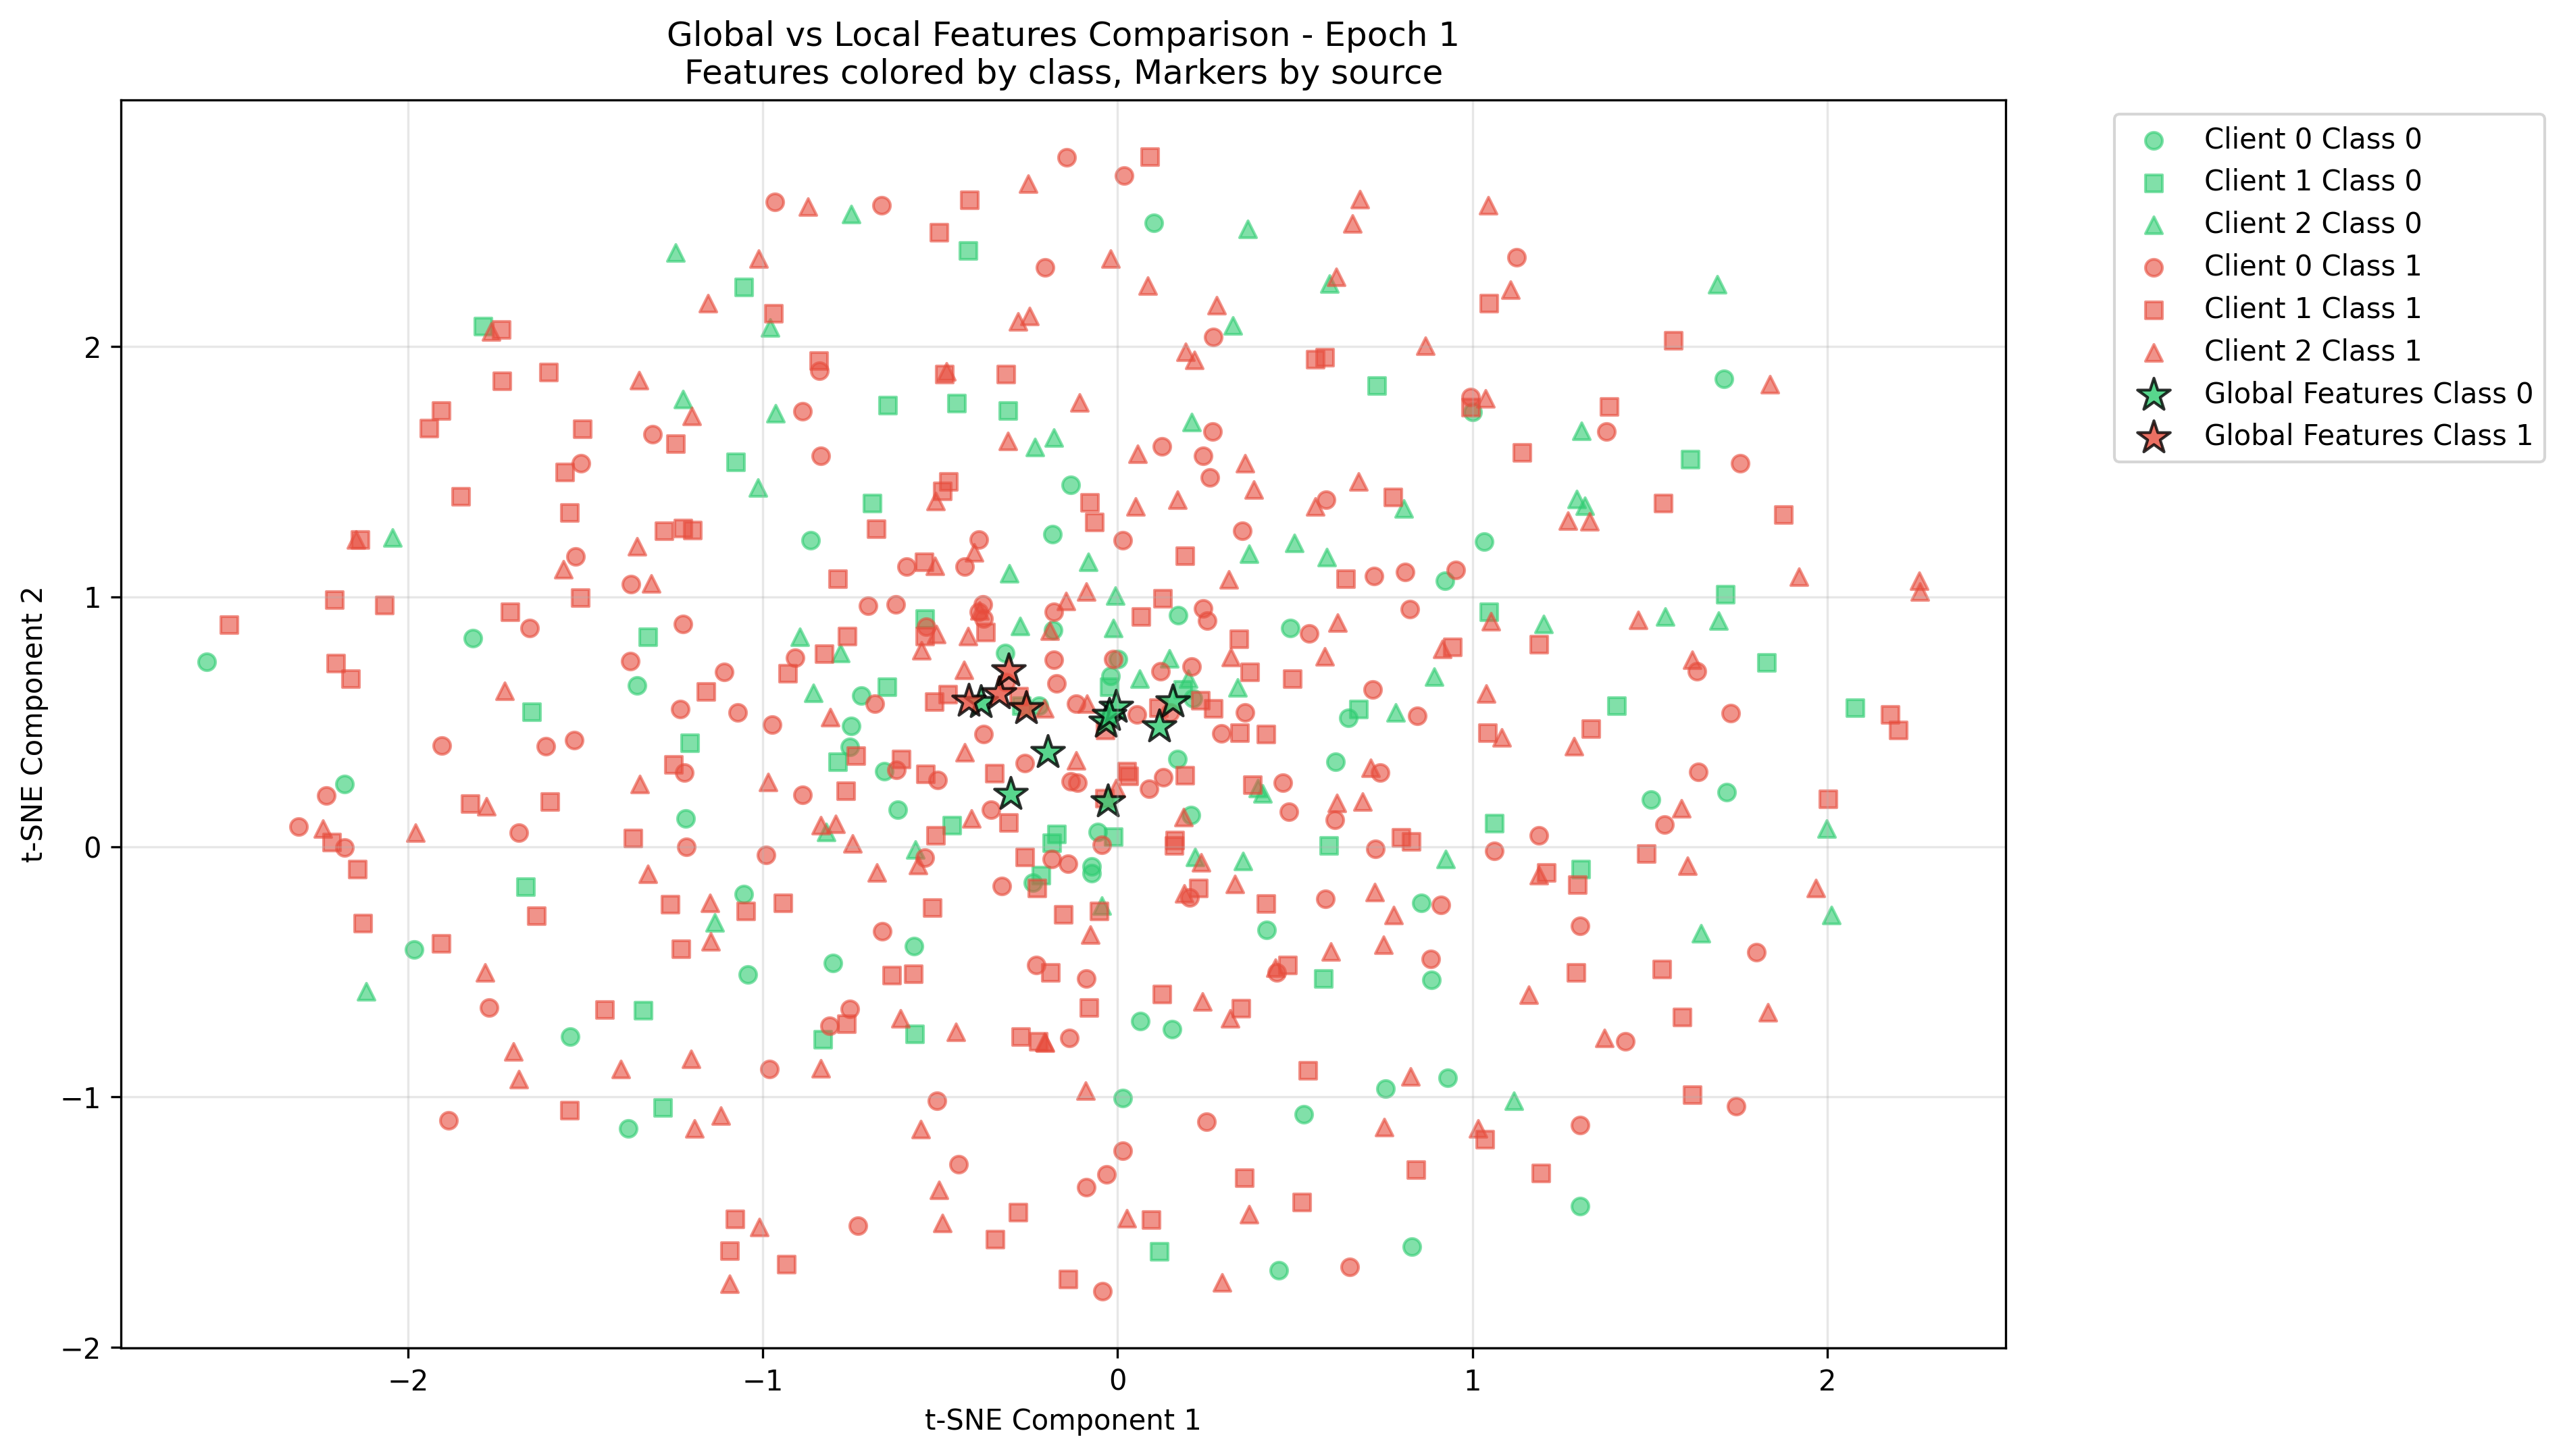 Global vs Local Features Comparison - Epoch 1
Features colored by class, Markers by source
Client 0 Class 0
Client 1 Class 0
Client 2 Class 0
Client 0 Class 1
Client 1 Class 1
Client 2 Class 1
Global Features Class 0
Global Features Class 1
t-SNE Component 2
2
1
0
−1
−2
−2
−1
0
1
2
t-SNE Component 1